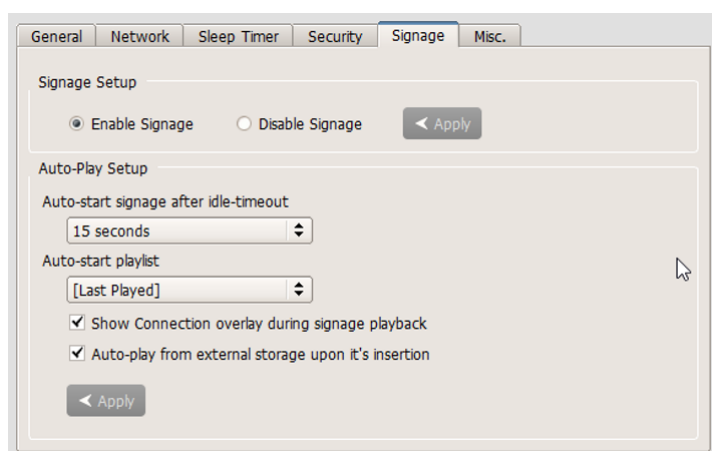 General Network Sleep Timer Security Signage Misc.
Signage Setup
Enable Signage Disable Signage Apply
Auto-Play Setup
Auto-start signage after idle-timeout
15 seconds
Auto-start playlist
[Last Played]
Show Connection overlay during signage playback
Auto-play from external storage upon it's insertion
Apply